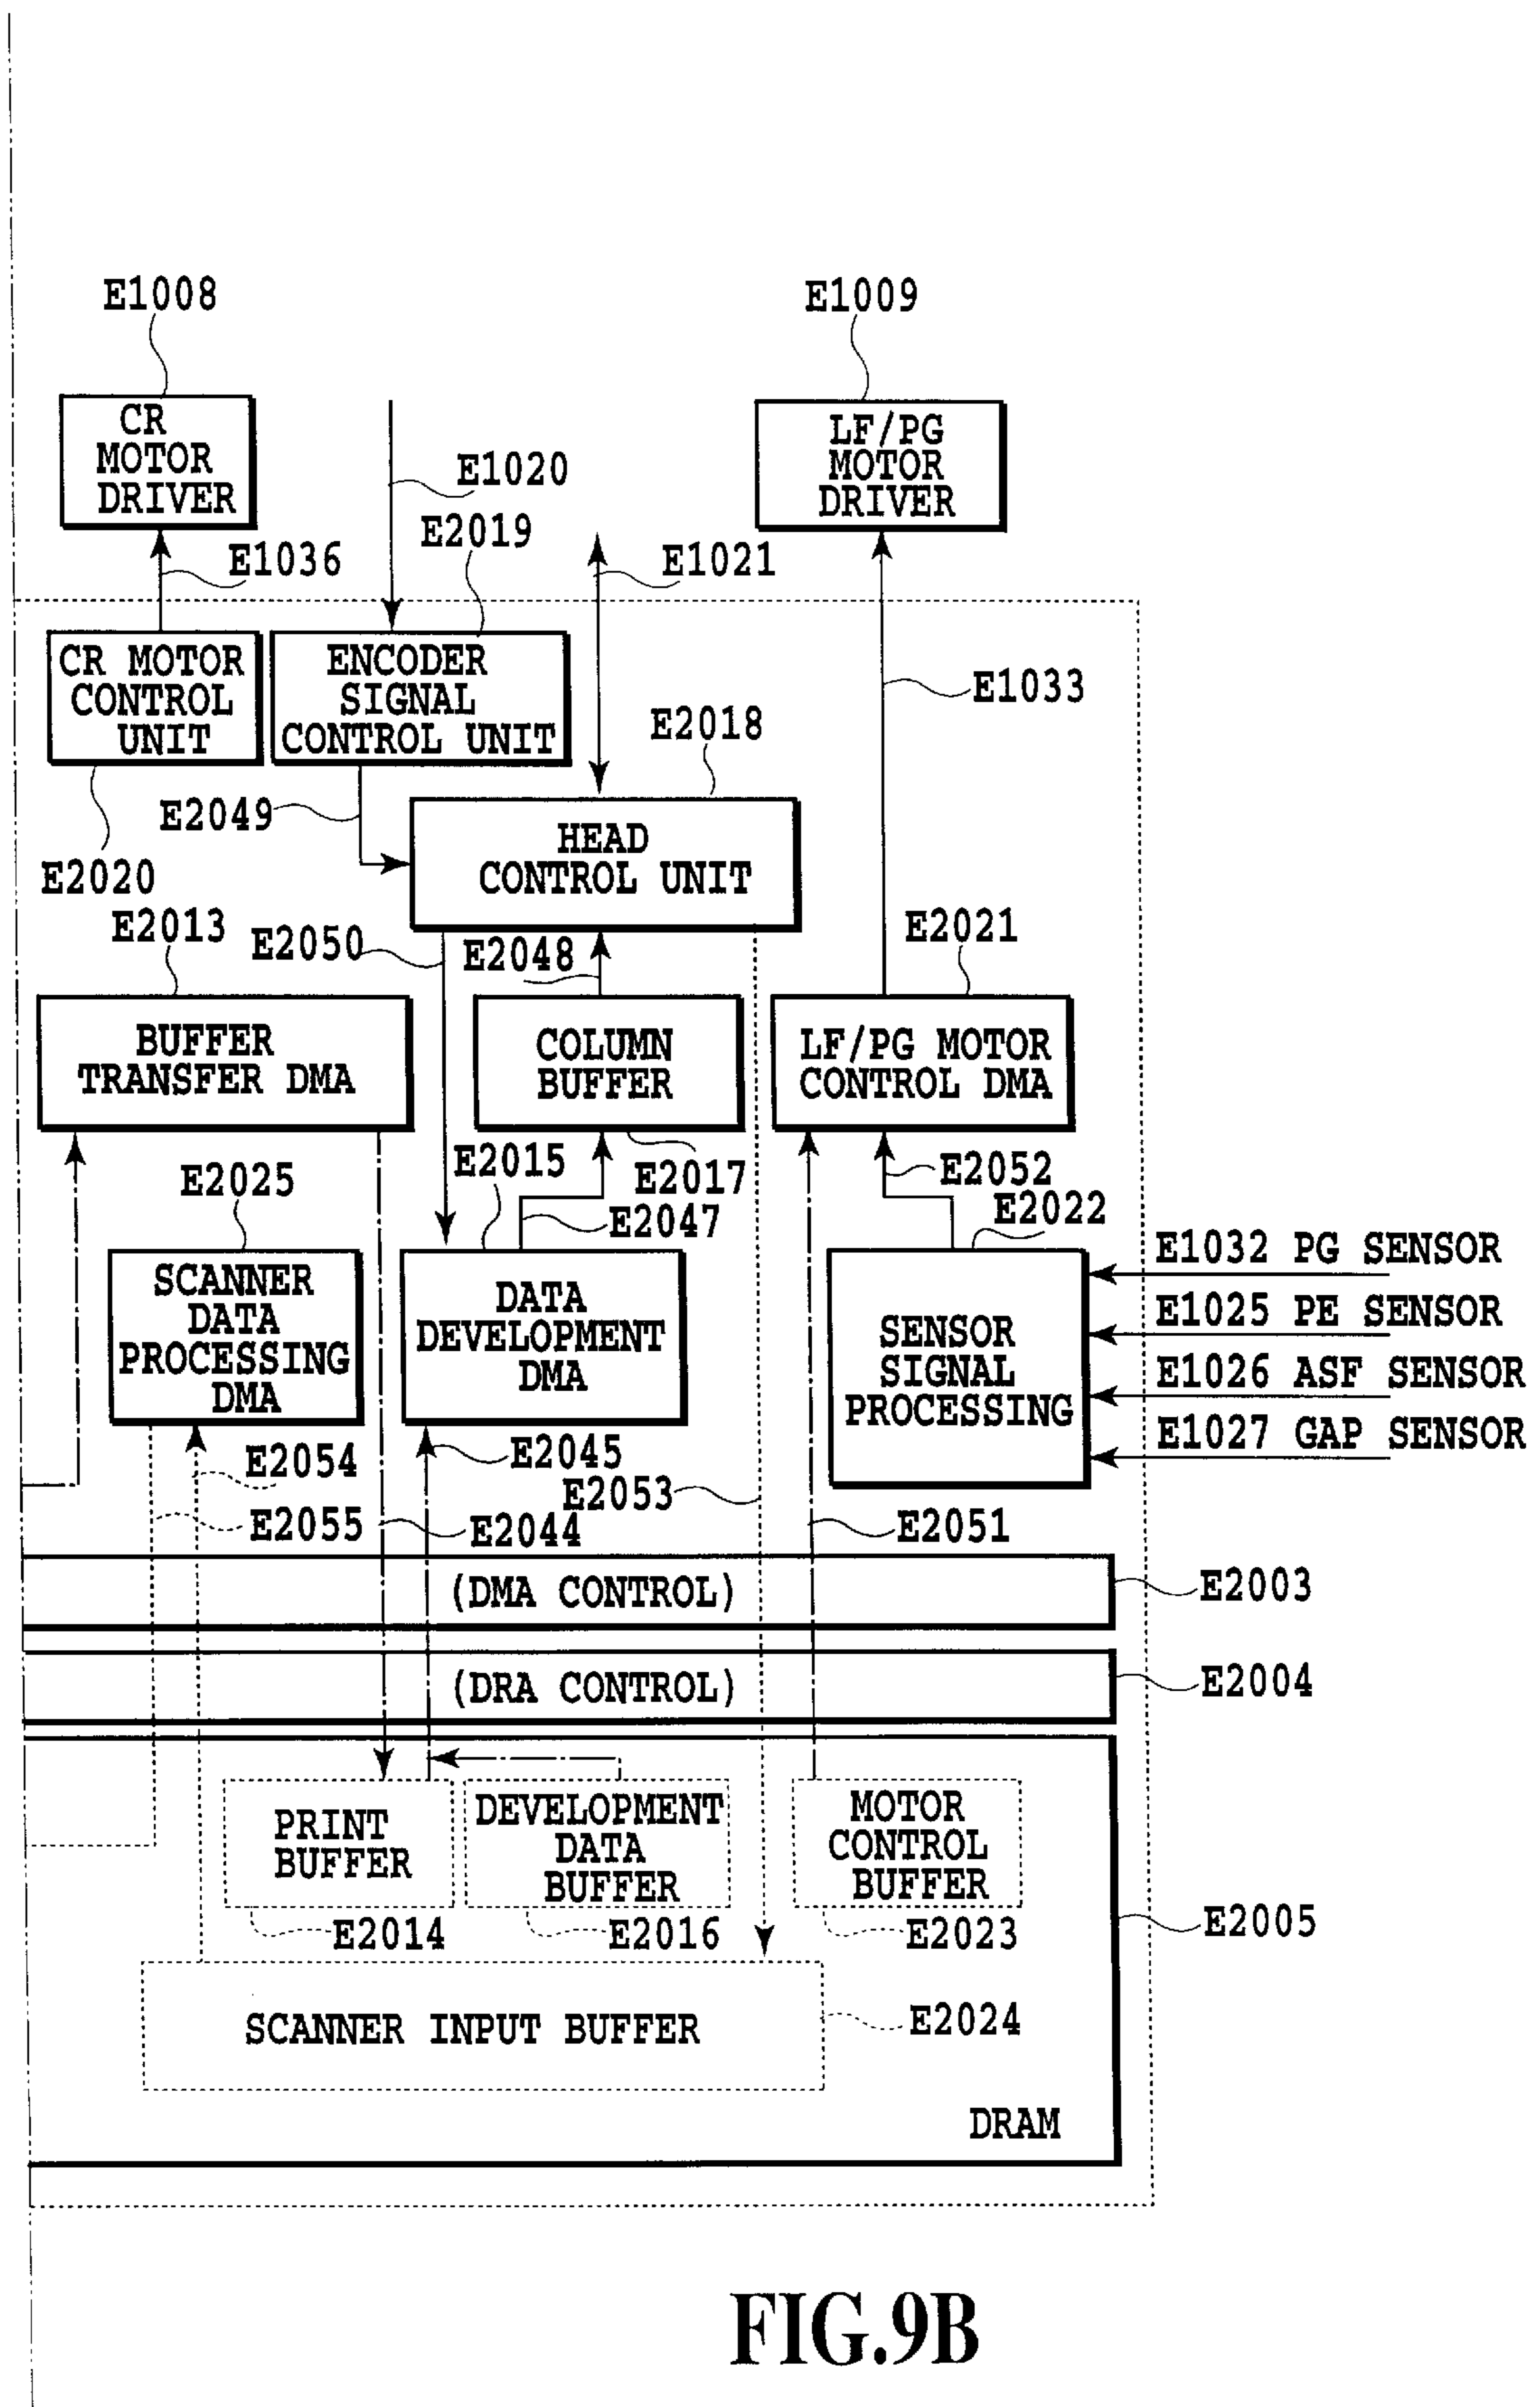 E1008
E1009
CR
MOTOR
DRIVER
LF/PG
MOTOR
DRIVER
E1020
E2019
E1036
E1021
CR MOTOR
CONTROL
UNIT
ENCODER
SIGNAL
CONTROL UNIT
E1033
E2018
E2049
HEAD
CONTROL UNIT
E2020
E2013
E2050
E2048
E2021
BUFFER
TRANSFER DMA
COLUMN
BUFFER
LF/PG MOTOR
CONTROL DMA
E2025
E2015
E2017
E2052
E2047
E2022
E1032 PG SENSOR
E1025 PE SENSOR
E1026 ASF SENSOR
E1027 GAP SENSOR
SCANNER
DATA
PROCESSING
DMA
DATA
DEVELOPMENT
DMA
SENSOR
SIGNAL
PROCESSING
E2054
E2045
E2053
E2055
E2044
E2051
(DMA CONTROL)
E2003
(DRA CONTROL)
E2004
PRINT
BUFFER
DEVELOPMENT
DATA
BUFFER
MOTOR
CONTROL
BUFFER
E2014
E2016
E2023
E2005
SCANNER INPUT BUFFER
E2024
DRAM
FIG.9B